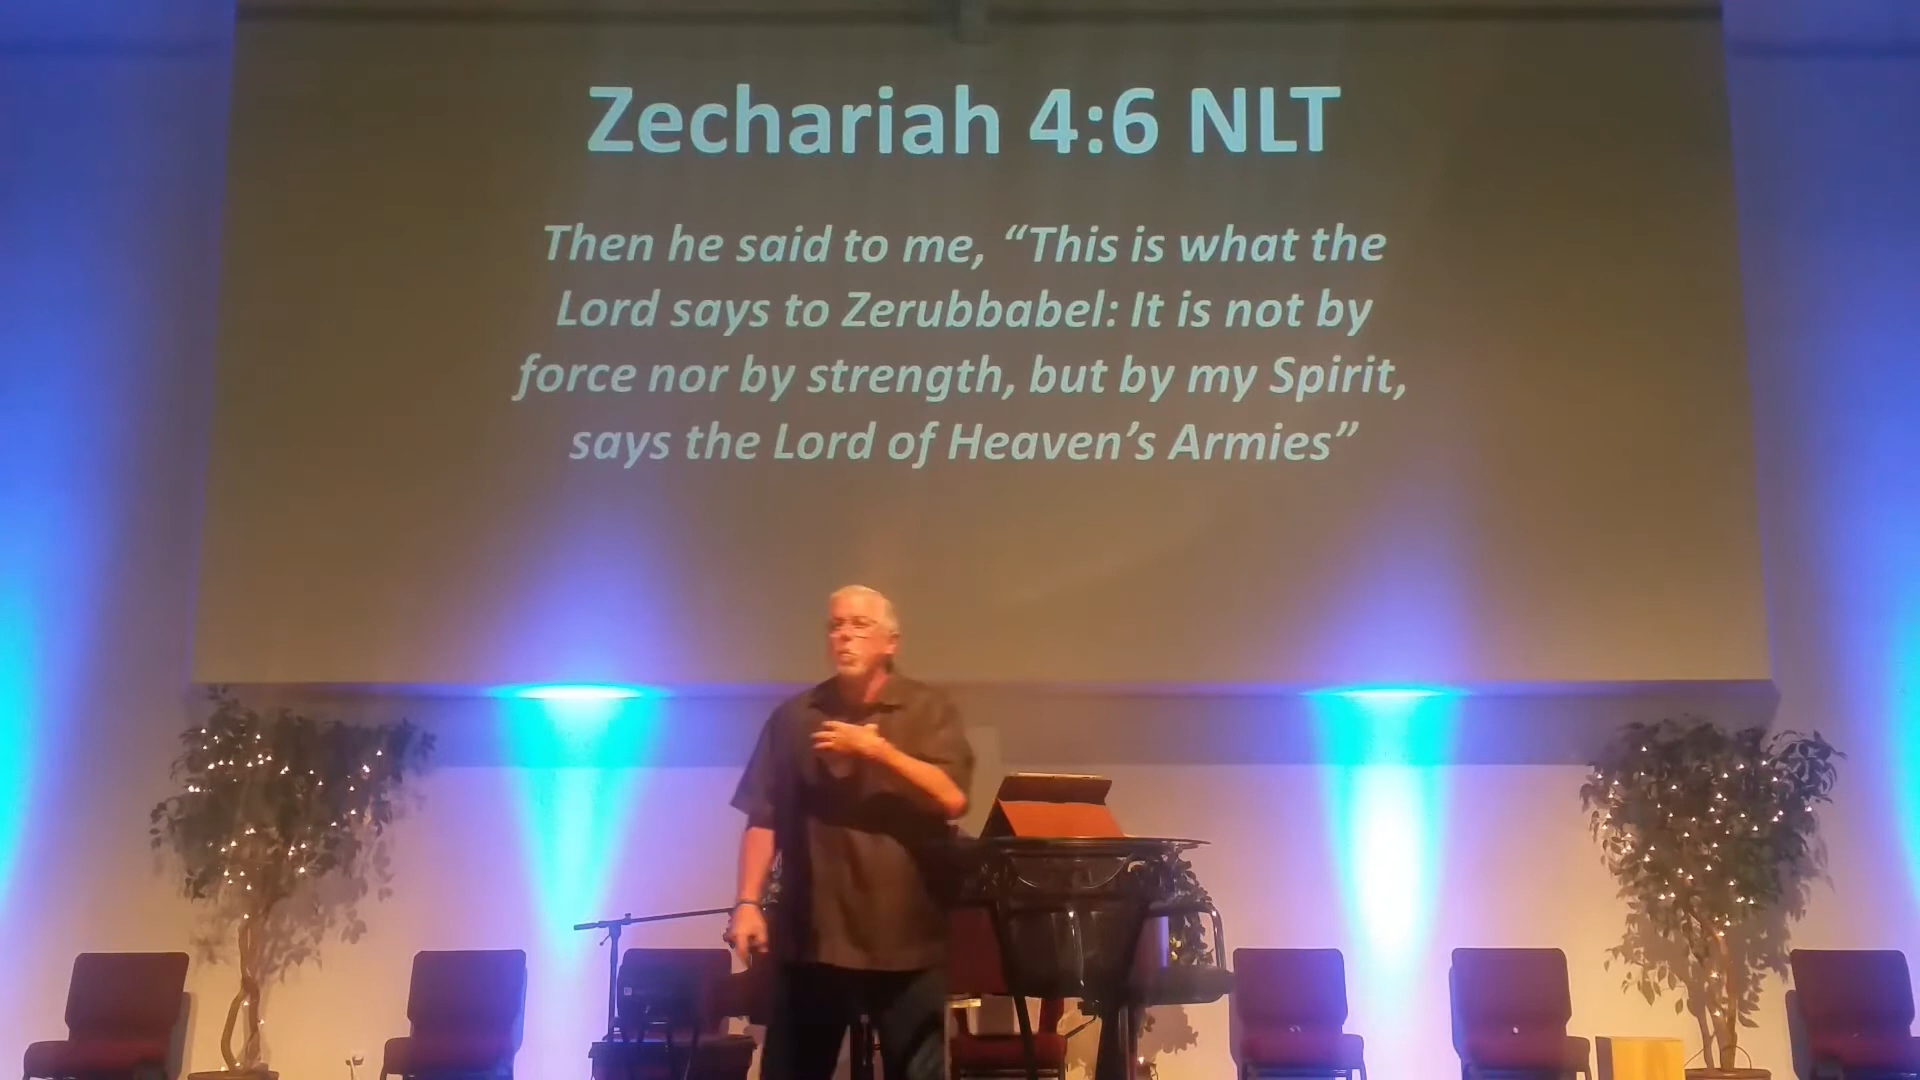 Zechariah 4:6 NLT
Then he said to me, “This is what the
Lord says to Zerubbabel: It is not by
force nor by strength, but by my Spirit,
says the Lord of Heaven’s Armies”